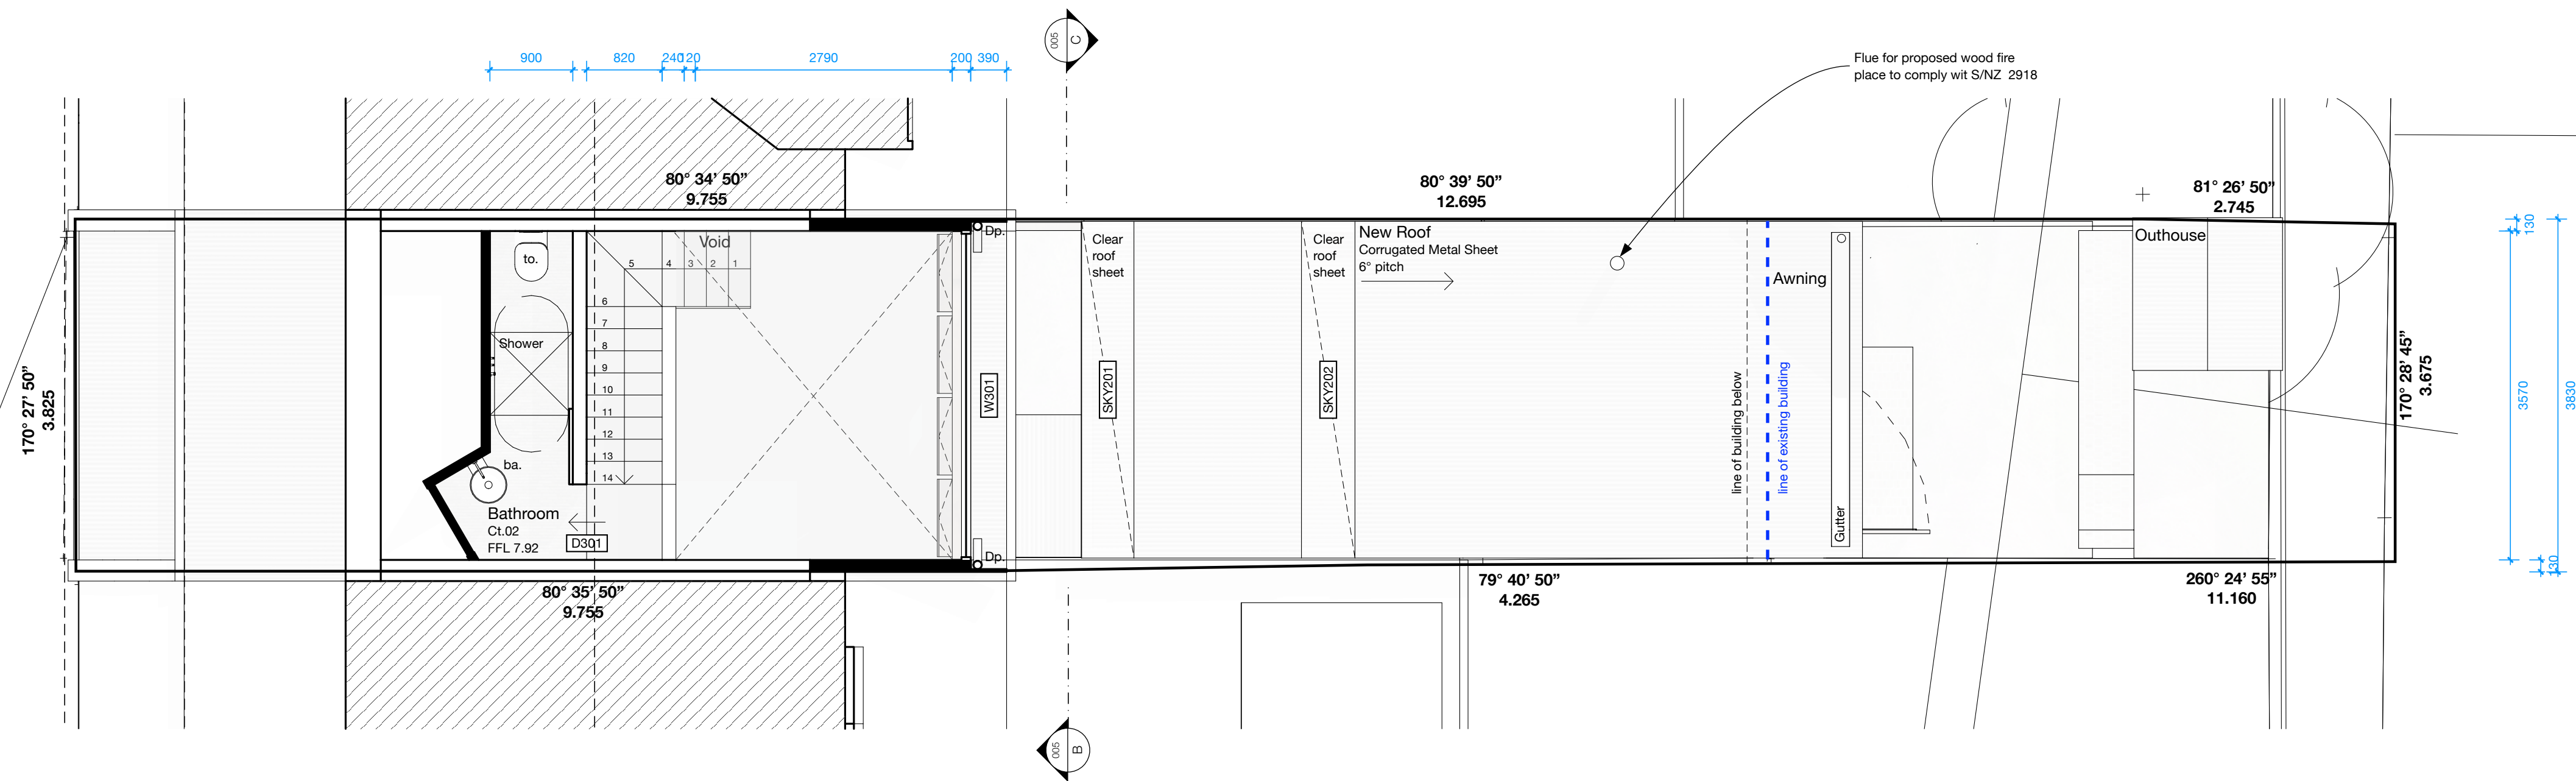 900
820
240
120
2790
200
390
005
C
Flue for proposed wood fire
place to comply wit S/NZ 2918
80° 34’ 50”
9.755
80° 39’ 50”
12.695
81° 26’ 50”
2.745
130
3570
3830
130
170° 27’ 50”
3.825
170° 28’ 45”
3.675
to.
Void
5
4
3
2
1
6
7
8
9
10
11
12
13
14
Shower
ba.
Bathroom
Ct.02
FFL 7.92
D301
Dp.
W301
Dp.
Clear
roof
sheet
SKY201
Clear
roof
sheet
SKY202
New Roof
Corrugated Metal Sheet
6° pitch
line of building below
line of existing building
Awning
Gutter
Outhouse
80° 35’ 50”
9.755
79° 40’ 50”
4.265
260° 24’ 55”
11.160
005
B